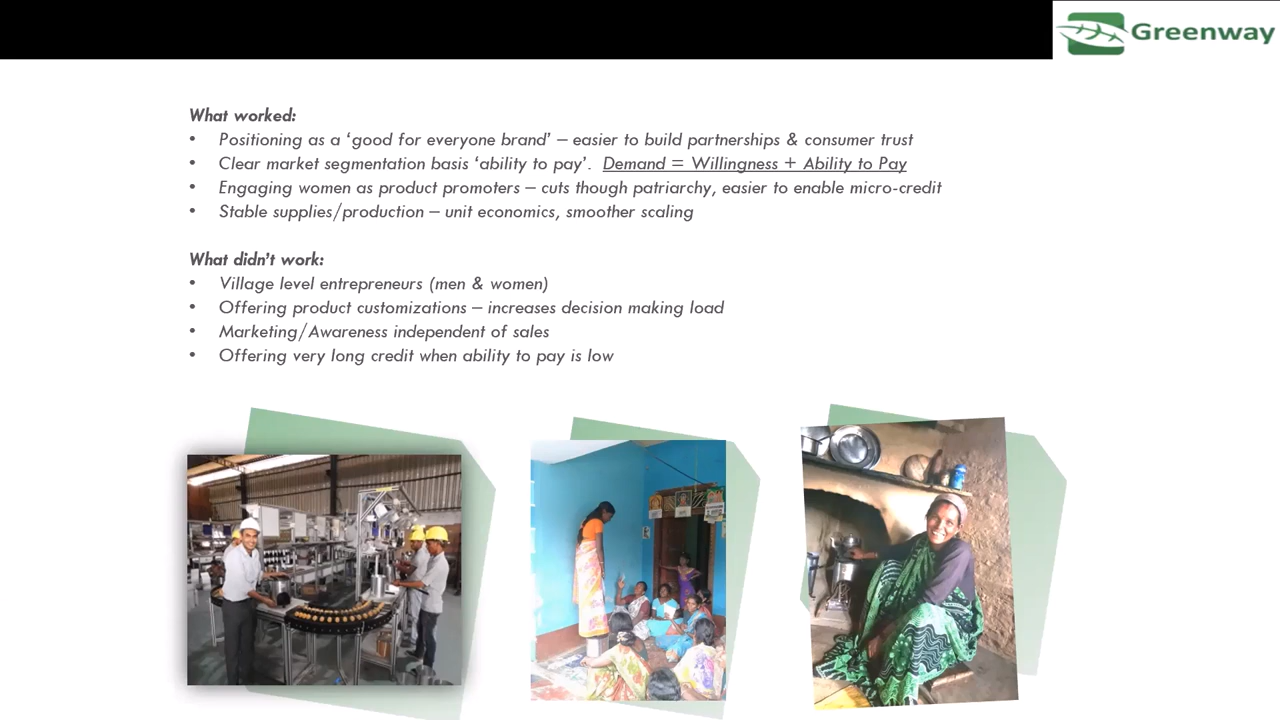 Greenway
What worked:
• Positioning as a ‘good for everyone brand’ – easier to build partnerships & consumer trust
• Clear market segmentation basis ‘ability to pay’. Demand = Willingness + Ability to Pay
• Engaging women as product promoters – cuts though patriarchy, easier to enable micro-credit
• Stable supplies/production – unit economics, smoother scaling
What didn’t work:
• Village level entrepreneurs (men & women)
• Offering product customizations – increases decision making load
• Marketing/Awareness independent of sales
• Offering very long credit when ability to pay is low